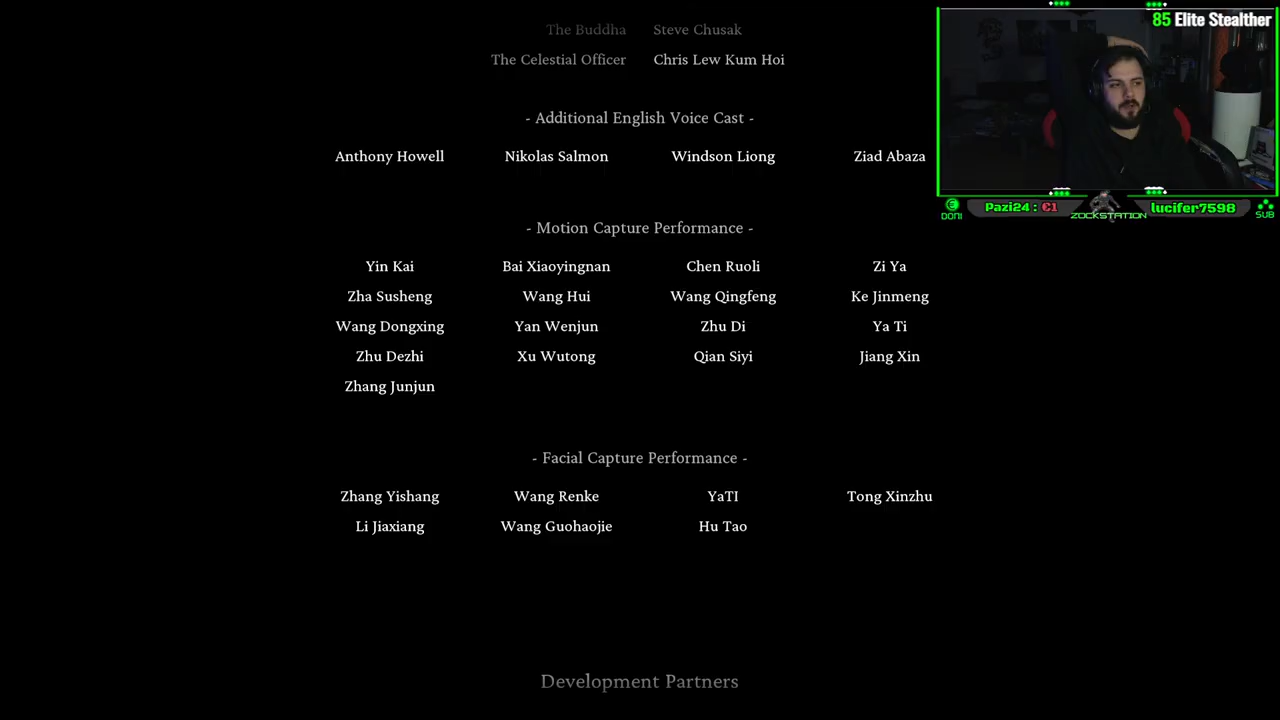 The Buddha Steve Chusak
The Celestial Officer Chris Lew Kum Hoi
- Additional English Voice Cast -
Anthony Howell Nikolas Salmon Windson Liong Ziad Abaza
- Motion Capture Performance -
Yin Kai Bai Xiaoyingnan Chen Ruoli Zi Ya
Zha Susheng Wang Hui Wang Qingfeng Ke Jinmeng
Wang Dongxing Yan Wenjun Zhu Di Ya Ti
Zhu Dezhi Xu Wutong Qian Siyi Jiang Xin
Zhang Junjun
- Facial Capture Performance -
Zhang Yishang Wang Renke YaTI Tong Xinzhu
Li Jiaxiang Wang Guohaojie Hu Tao
Development Partners
85 Elite Stealther
Pazi24 : €1 lucifer7598
DONI ZOCKSTATION SUB